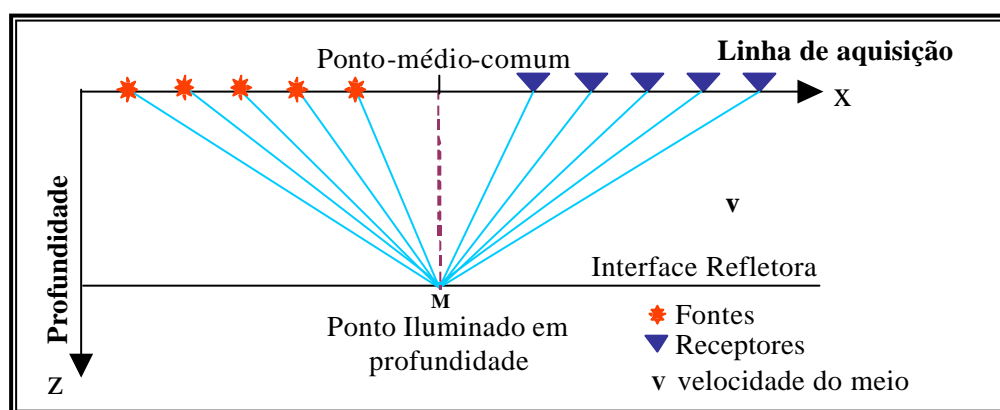 Linha de aquisição
Ponto-médio-comum
X
Profundidade
v
Interface Refletora
M
Ponto Iluminado em
profundidade
Fontes
Receptores
v velocidade do meio
Z